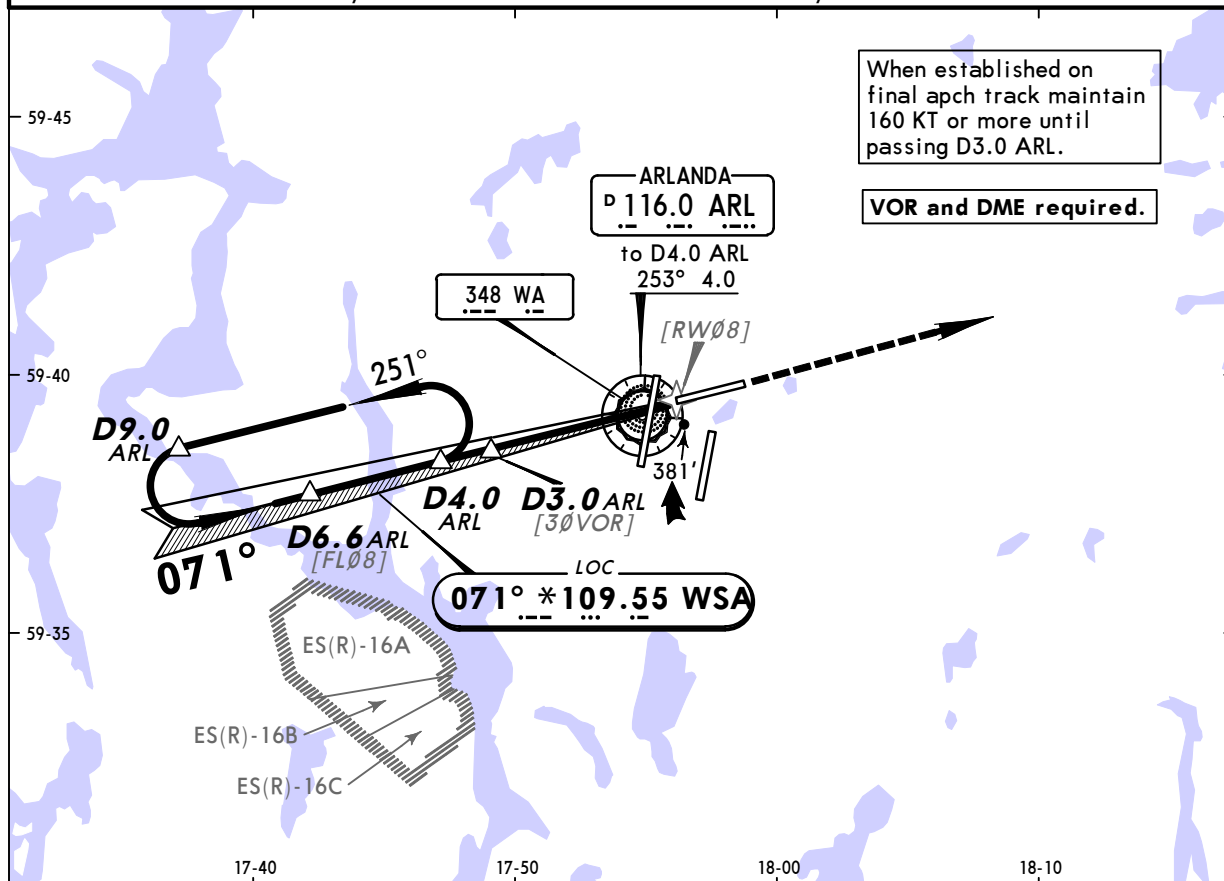 When established on
final apch track maintain
160 KT or more until
passing D3.0 ARL.
VOR and DME required.
59-45
ARLANDA
D 116.0 ARL
to D4.0 ARL
253° 4.0
348 WA
[RWØ8]
59-40
251°
D9.0
ARL
381'
D4.0
ARL
D3.0 ARL
[3ØVOR]
D6.6 ARL
[FLØ8]
071°
LOC
071° *109.55 WSA
59-35
ES(R)-16A
ES(R)-16B
ES(R)-16C
17-40
17-50
18-00
18-10